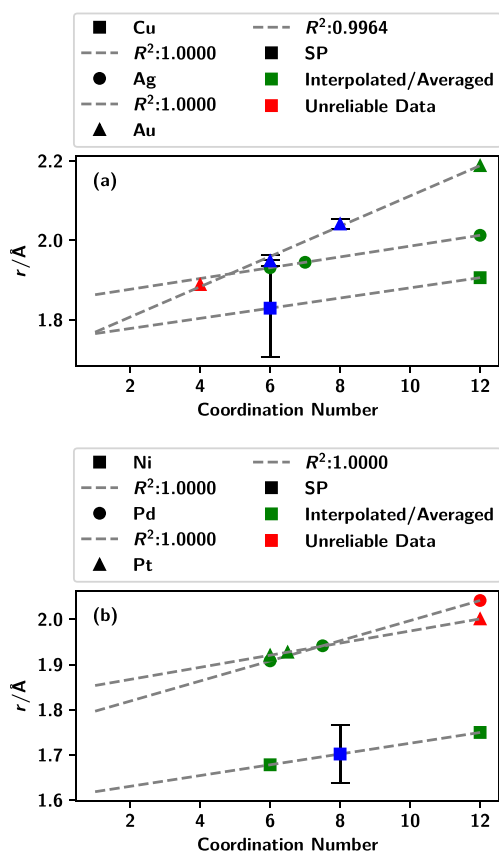 Cu
R²:1.0000
Ag
R²:1.0000
Au
R²:0.9964
SP
Interpolated/Averaged
Unreliable Data
(a)
2.2
2.0
1.8
r/Å
2 4 6 8 10 12
Coordination Number
Ni
R²:1.0000
Pd
R²:1.0000
Pt
R²:1.0000
SP
Interpolated/Averaged
Unreliable Data
(b)
2.0
1.9
1.8
1.7
1.6
r/Å
2 4 6 8 10 12
Coordination Number